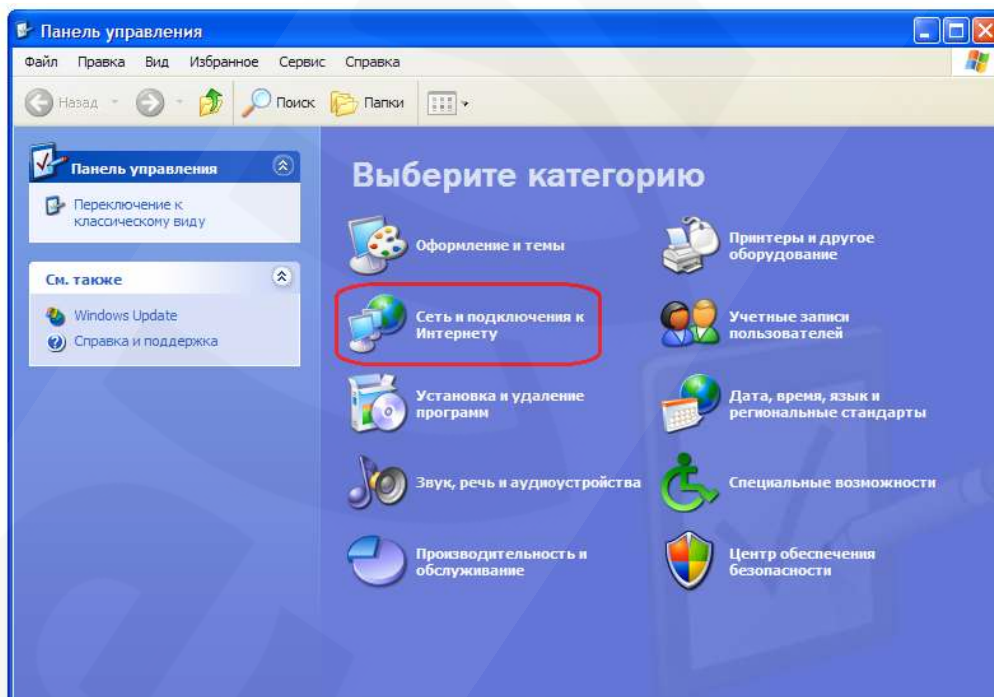 Панель управления
Файл Правка Вид Избранное Сервис Справка
Назад Поиск Папки
Панель управления
Переключение к
классическому виду
См. также
Windows Update
Справка и поддержка
Выберите категорию
Оформление и темы
Принтеры и другое
оборудование
Сеть и подключения к
Интернету
Учетные записи
пользователей
Установка и удаление
программ
Дата, время, язык и
региональные стандарты
Звук, речь и аудиоустройства
Специальные возможности
Производительность и
обслуживание
Центр обеспечения
безопасности